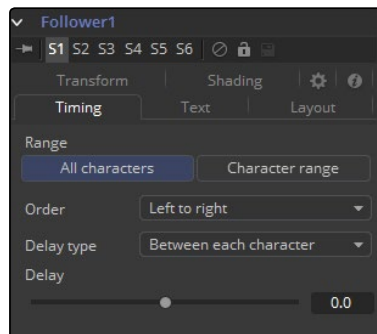 Follower1
S1 S2 S3 S4 S5 S6
Transform Shading
Timing Text Layout
Range
All characters Character range
Order Left to right
Delay type Between each character
Delay
0.0